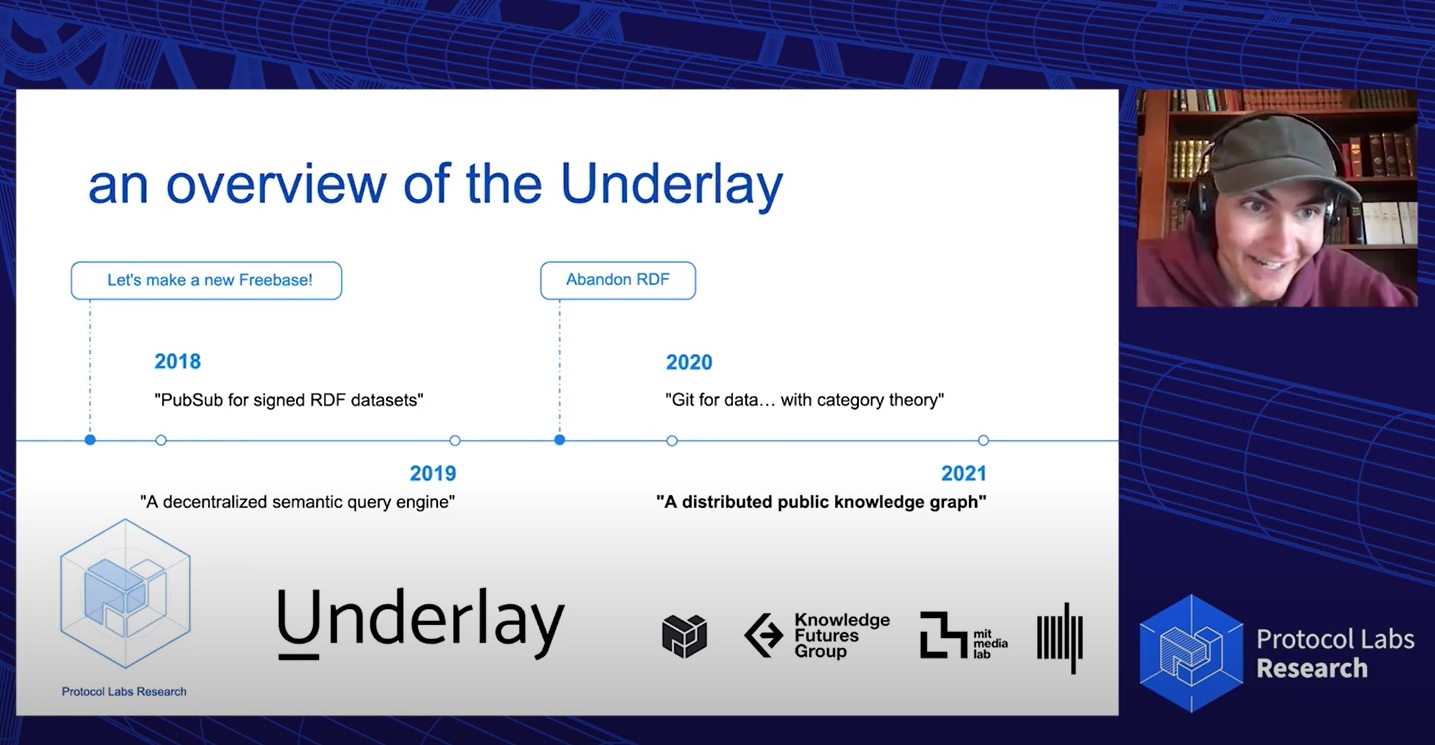 an overview of the Underlay
Let's make a new Freebase!
Abandon RDF
2018
2020
"PubSub for signed RDF datasets"
"Git for data… with category theory"
2019
2021
"A decentralized semantic query engine"
"A distributed public knowledge graph"
Underlay
Knowledge
Futures
Group
mit
media
lab
Protocol Labs Research
Protocol Labs
Research